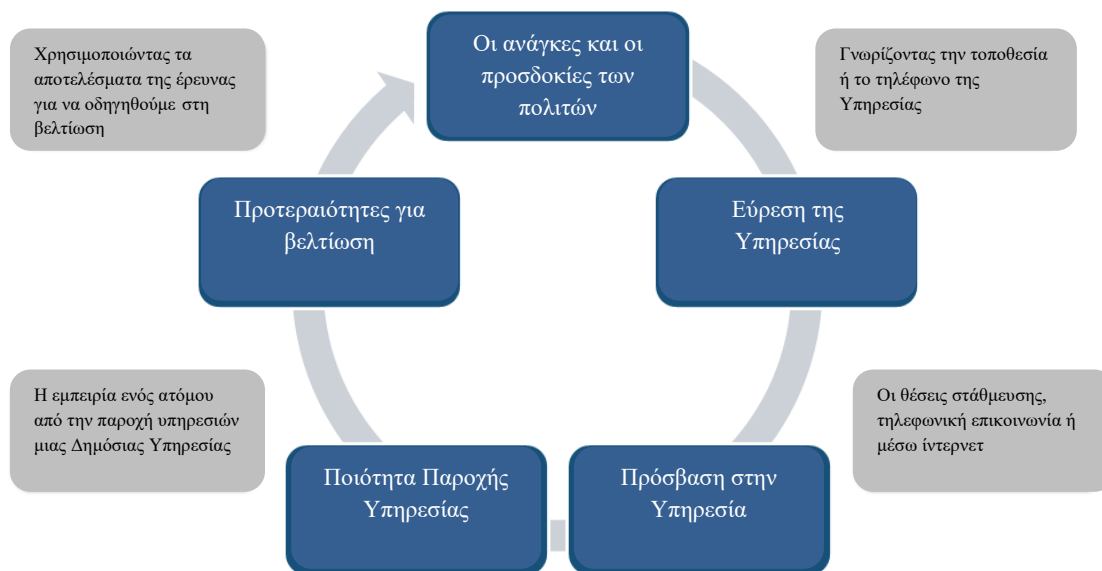 Οι ανάγκες και οι
προσδοκίες των
πολιτών
Γνωρίζοντας την τοποθεσία
ή το τηλέφωνο της
Υπηρεσίας
Εύρεση της
Υπηρεσίας
Οι θέσεις στάθμευσης,
τηλεφωνική επικοινωνία ή
μέσω ίντερνετ
Πρόσβαση στην
Υπηρεσία
Ποιότητα Παροχής
Υπηρεσίας
Η εμπειρία ενός ατόμου
από την παροχή υπηρεσιών
μιας Δημόσιας Υπηρεσίας
Προτεραιότητες για
βελτίωση
Χρησιμοποιώντας τα
αποτελέσματα της έρευνας
για να οδηγηθούμε στη
βελτίωση